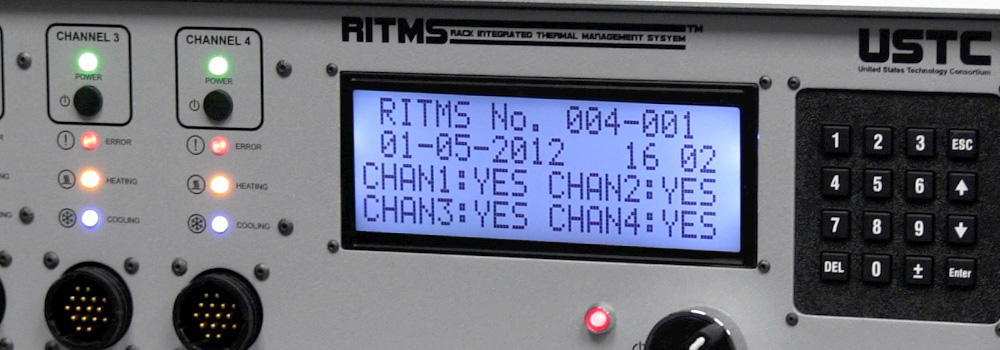 CHANNEL 3
POWER
ERROR
HEATING
COOLING
CHANNEL 4
POWER
ERROR
HEATING
COOLING
RITMS™
RACK INTEGRATED THERMAL MANAGEMENT SYSTEM
RITMS No. 004-001
01-05-2012 16 02
CHAN1:YES CHAN2:YES
CHAN3:YES CHAN4:YES
USTC
United States Technology Consortium
1 2 3 ESC
4 5 6 ↑
7 8 9 ↓
DEL 0 ± Enter